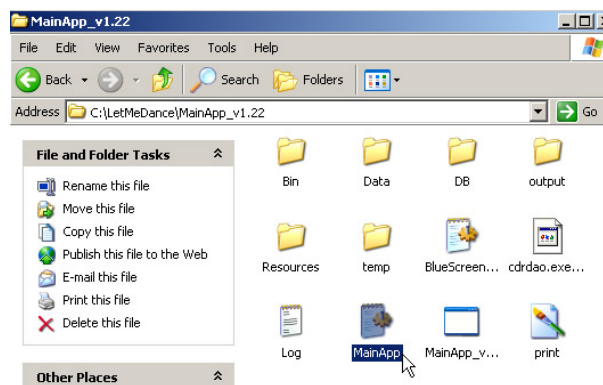 MainApp_v1.22
File Edit View Favorites Tools Help
Back Search Folders
Address C:\LetMeDance\MainApp_v1.22 Go
File and Folder Tasks
Rename this file
Move this file
Copy this file
Publish this file to the Web
E-mail this file
Print this file
Delete this file
Other Places
Bin Data DB output
Resources temp BlueScreen... cdrdao.exe...
Log MainApp MainApp_v... print